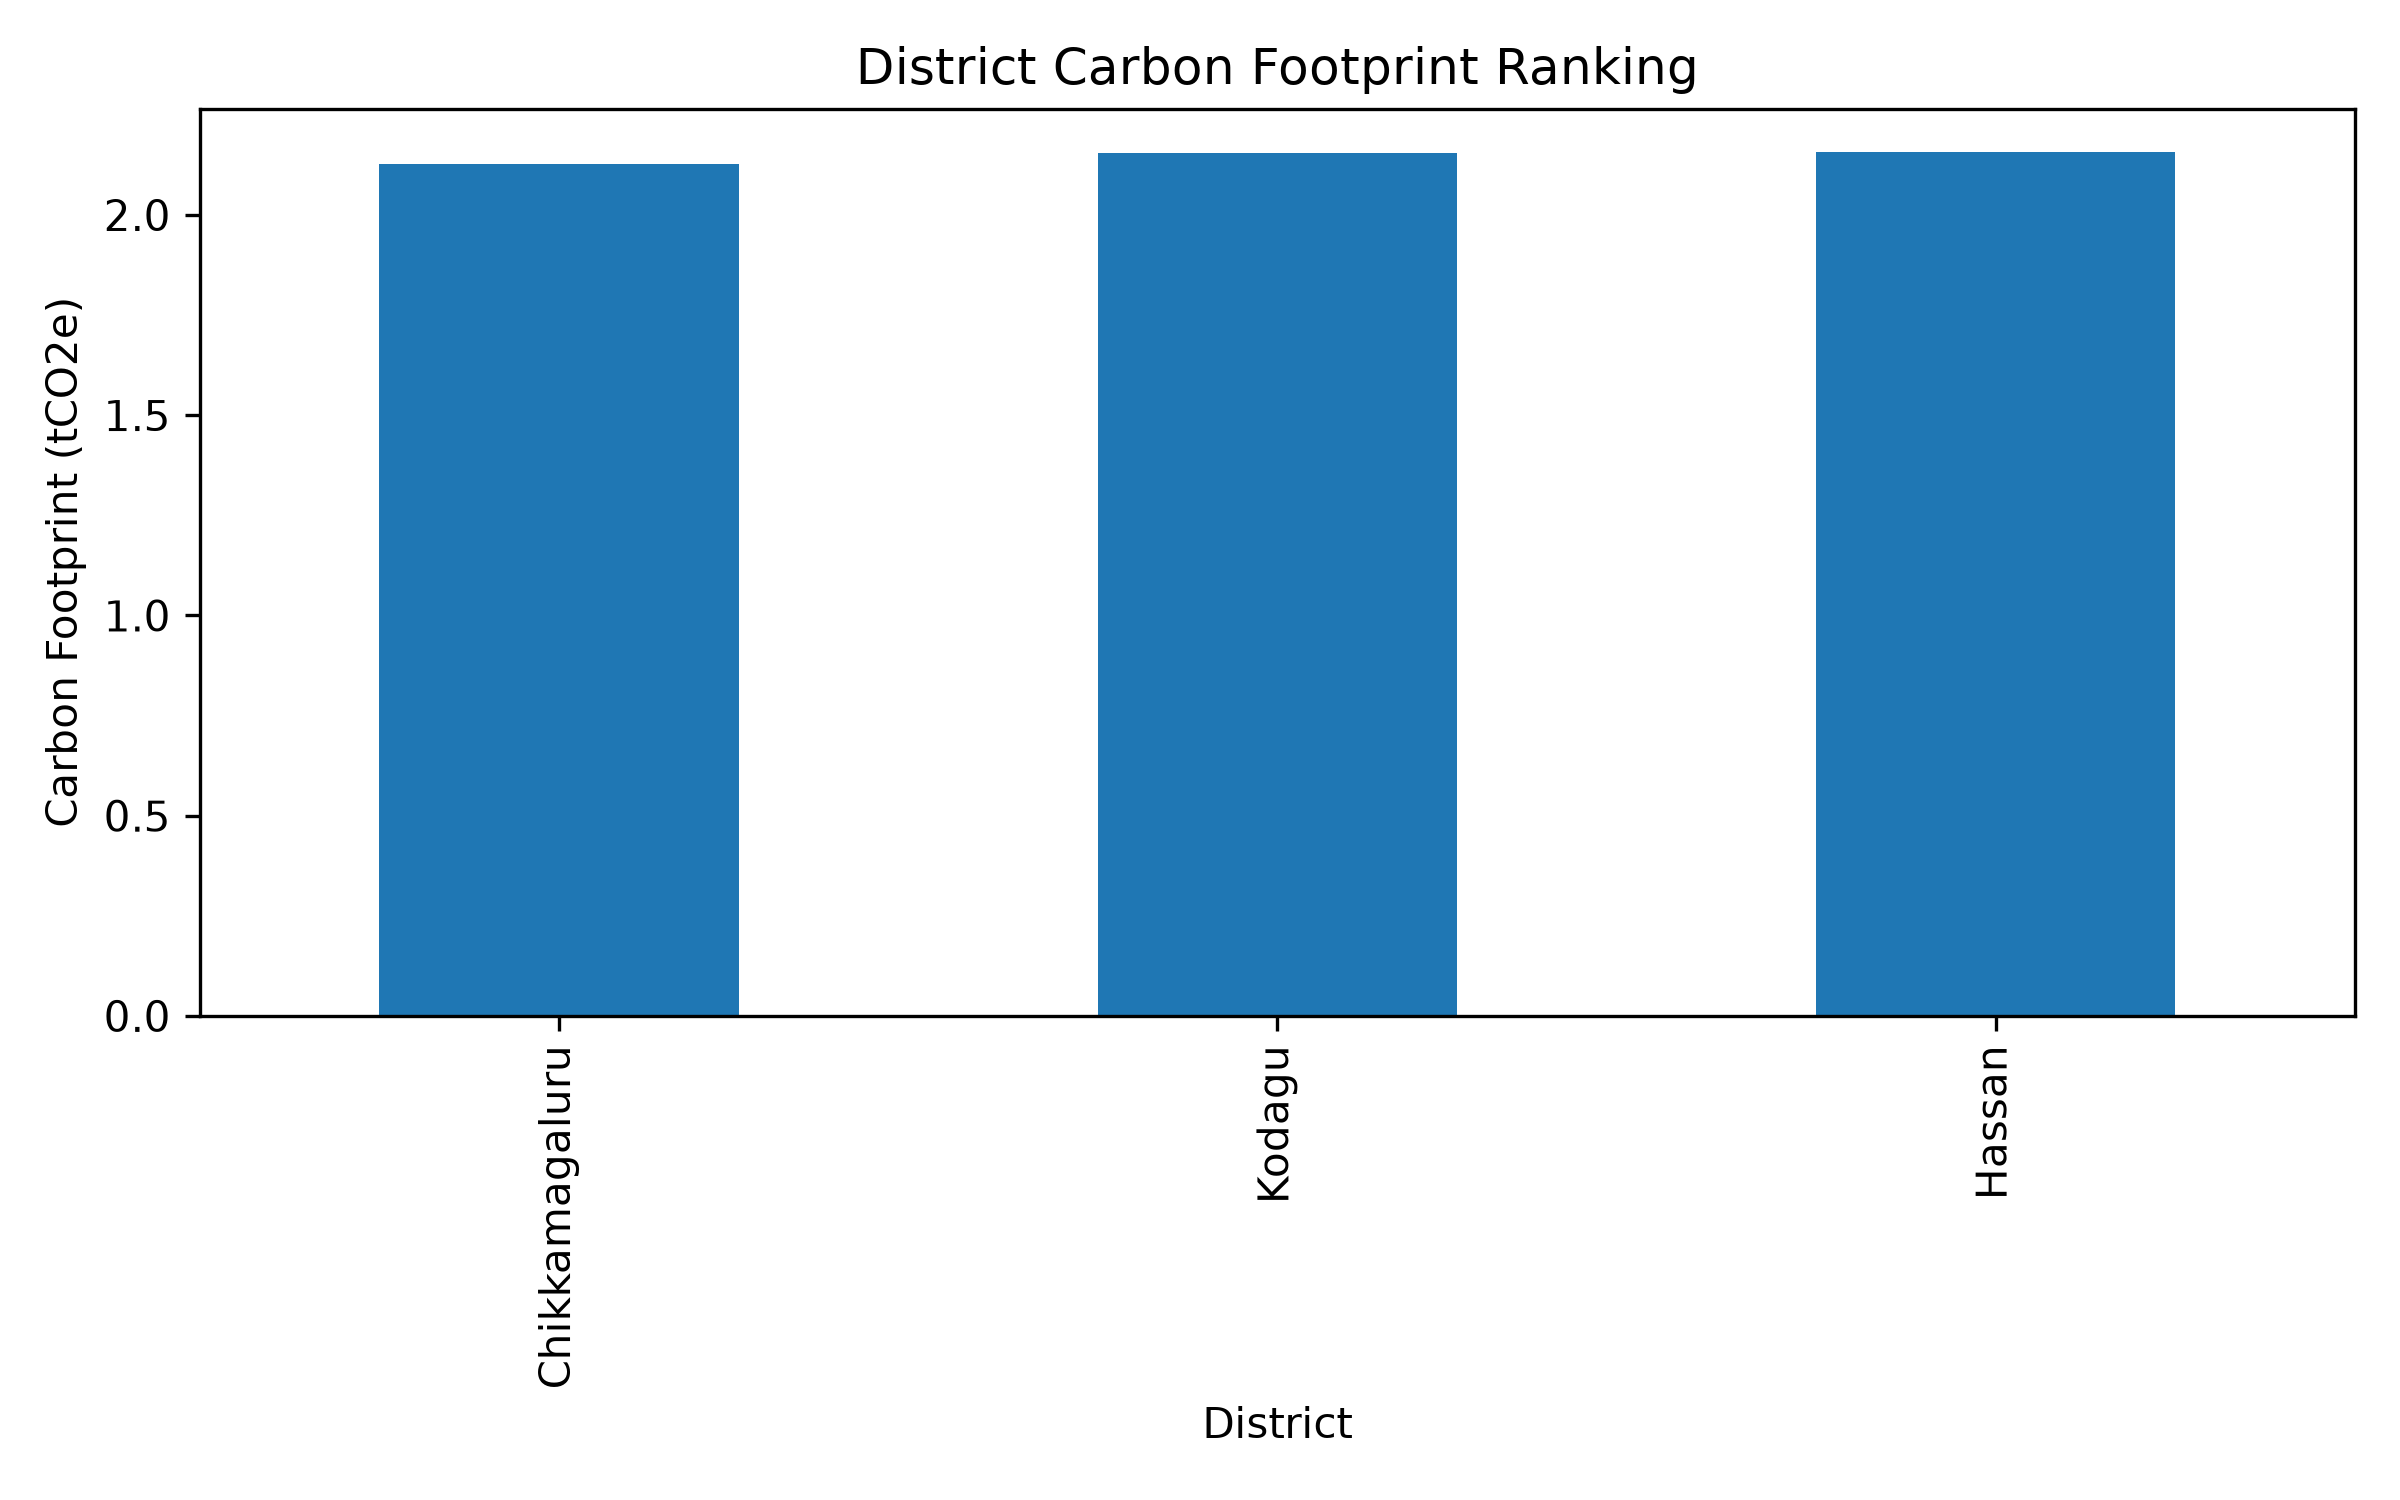 District Carbon Footprint Ranking
Carbon Footprint (tCO2e)
2.0
1.5
1.0
0.5
0.0
Chikkamagaluru
Kodagu
Hassan
District